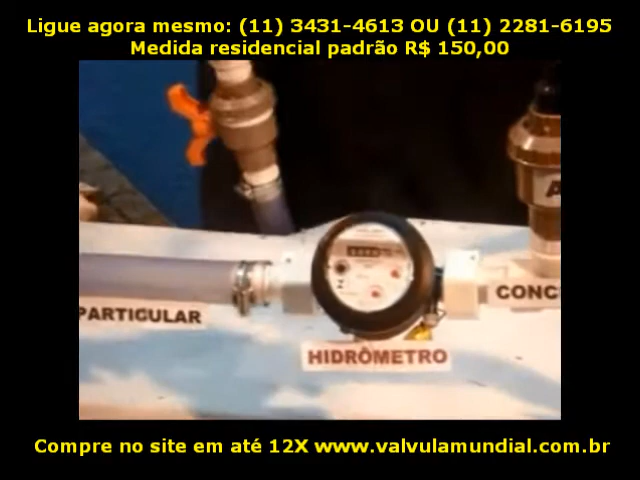 Ligue agora mesmo: (11) 3431-4613 OU (11) 2281-6195
Medida residencial padrão R$ 150,00
PARTICULAR
HIDRÔMETRO
CONC
Compre no site em até 12X www.valvulamundial.com.br